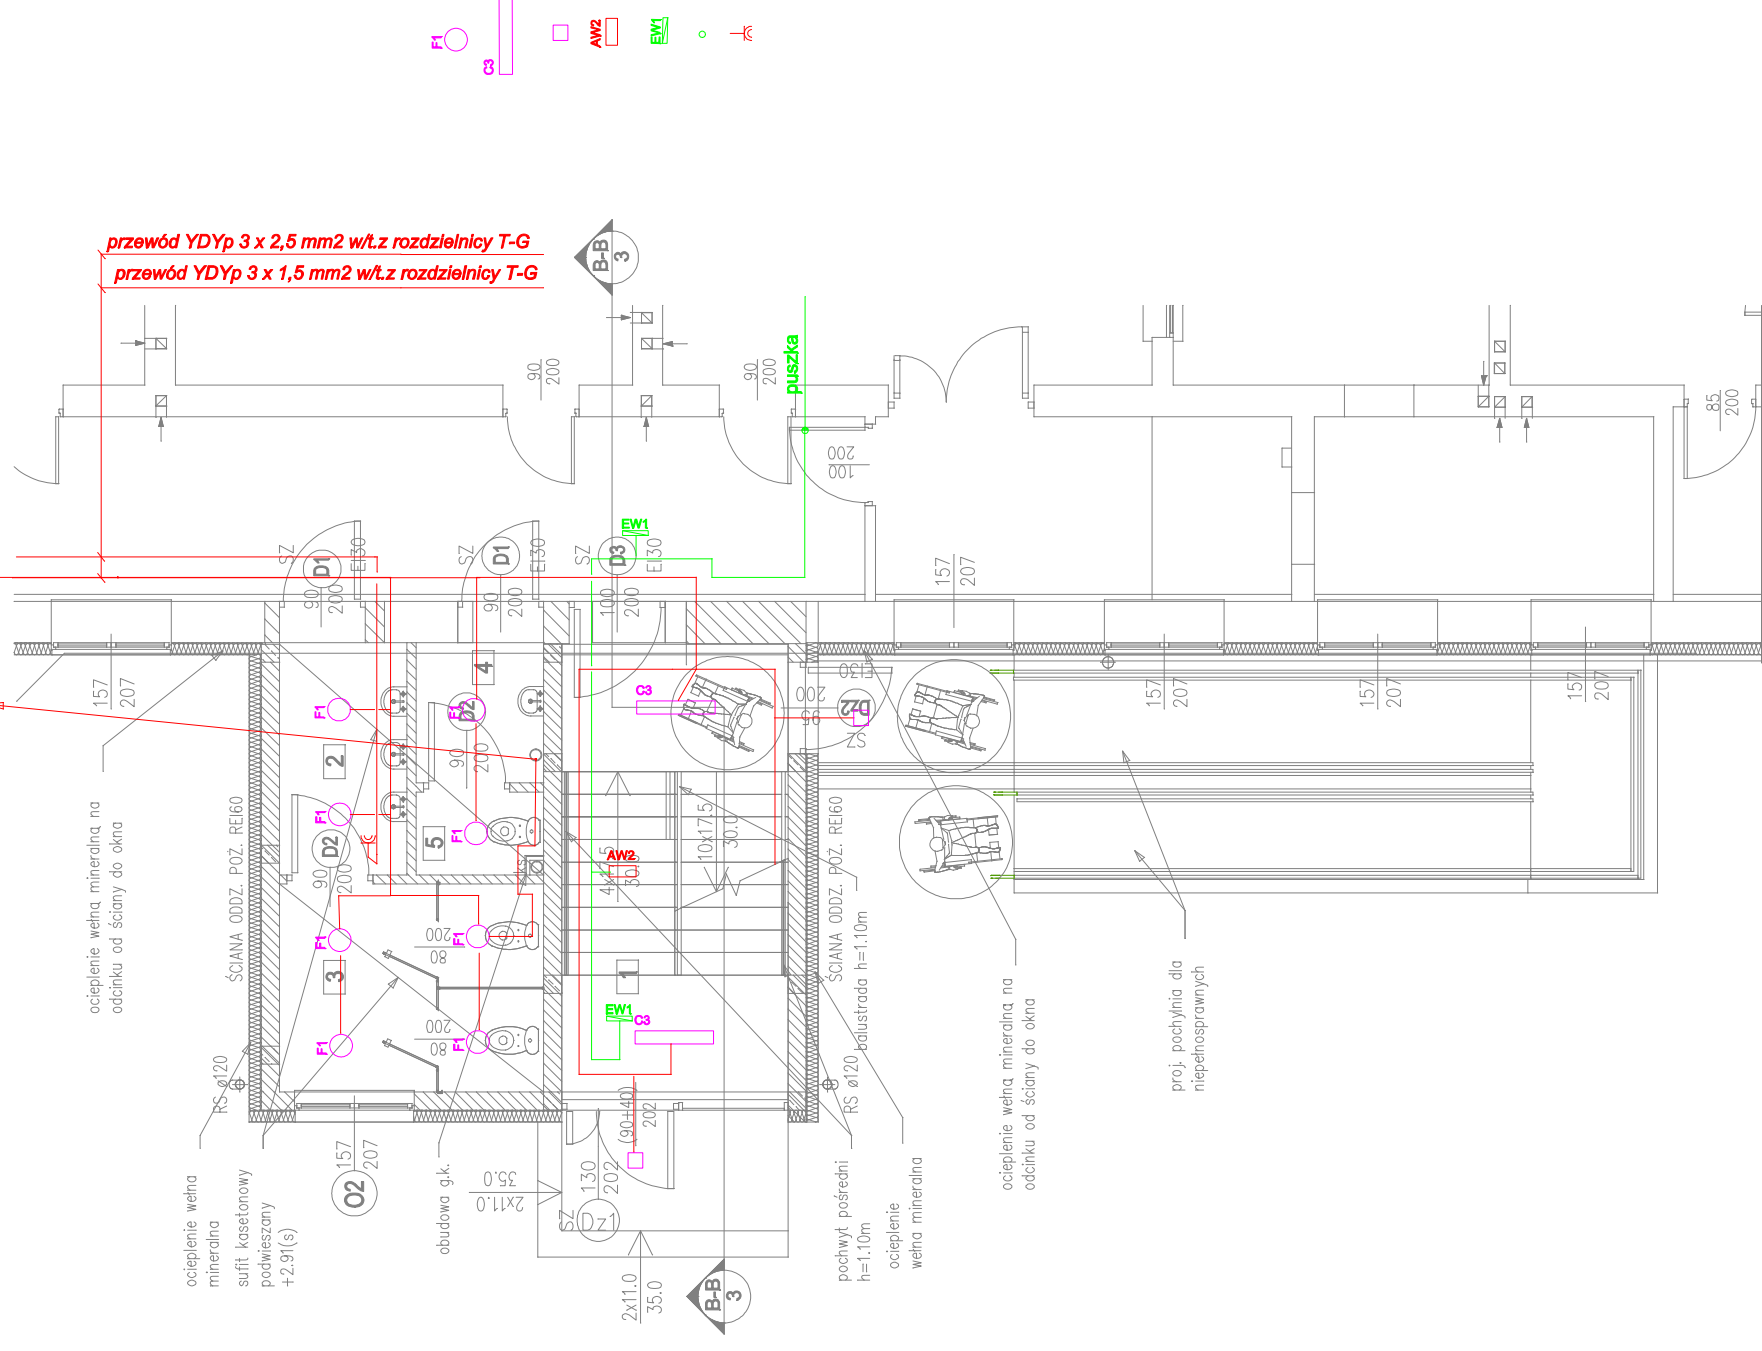 F1
C3
AW2
EW1
przewód YDYp 3 x 2,5 mm2 w/t.z rozdzielnicy T-G
przewód YDYp 3 x 1,5 mm2 w/t.z rozdzielnicy T-G
B-B
3
90
200
90
200
puszka
100
200
85
200
EW1
SZ
D1
EI30
90
200
SZ
D1
EI30
90
200
SZ
D3
EI30
100
200
157
207
157
207
157
207
157
207
157
207
F1
F1
2
4
D2
90
200
C3
EI30
200
95
Dz2
SZ
F1
D2
90
200
5
F1
AW2
4x
30
10x17.5
30.0
ocieplenie wełną mineralną na
odcinku od ściany do okna
ŚCIANA ODDZ. POŻ. REI60
ŚCIANA ODDZ. POŻ. REI60
balustrada h=1.10m
F1
3
F1
200
80
1
F1
F1
200
80
EW1
C3
RS ø120
RS ø120
(90+40)
202
157
207
O2
130
202
SZ
Dz1
35.0
2x11.0
2x11.0
35.0
B-B
3
ocieplenie wełna
mineralna
sufit kasetonowy
podwieszany
+2.91(s)
obudowa g.k.
pochwyt pośredni
h=1.10m
ocieplenie
wełna mineralna
ocieplenie wełną mineralną na
odcinku od ściany do okna
proj. pochylnia dla
niepełnosprawnych